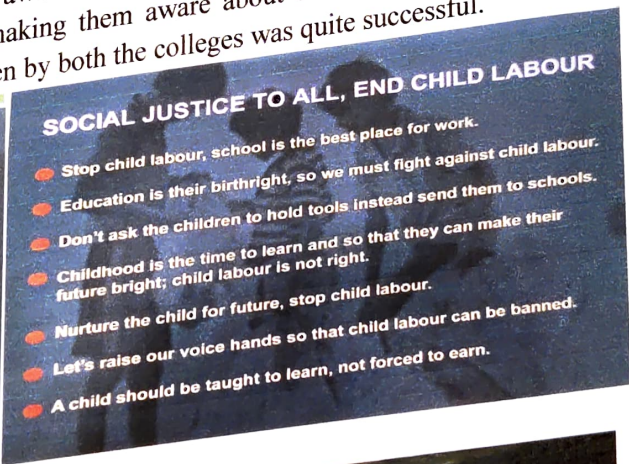 making them aware about
en by both the colleges was quite successful.
SOCIAL JUSTICE TO ALL, END CHILD LABOUR
Stop child labour, school is the best place for work.
Education is their birthright, so we must fight against child labour.
Don't ask the children to hold tools instead send them to schools.
Childhood is the time to learn and so that they can make their
future bright; child labour is not right.
Nurture the child for future, stop child labour.
Let's raise our voice hands so that child labour can be banned.
A child should be taught to learn, not forced to earn.